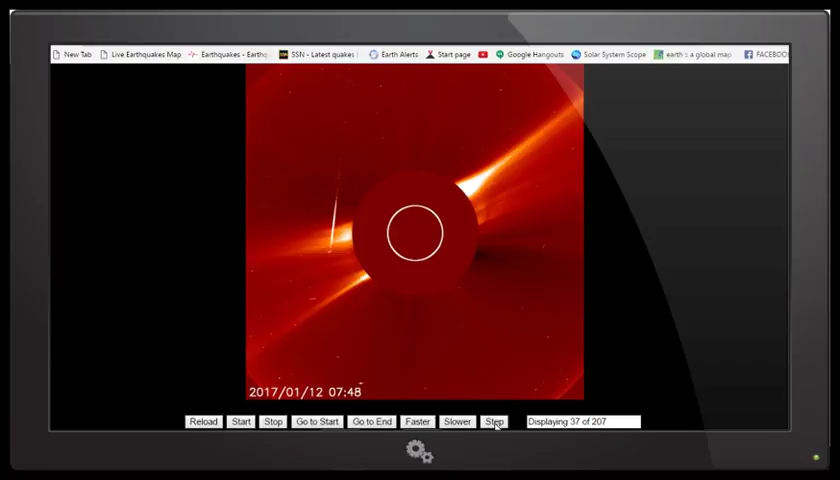 New Tab Live Earthquakes Map Earthquakes - Earthq SSN - Latest quakes Earth Alerts Start page Google Hangouts Solar System Scope earth :: a global map FACEBOO
2017/01/12 07:48
Reload Start Stop Go to Start Go to End Faster Slower Step Displaying 37 of 207